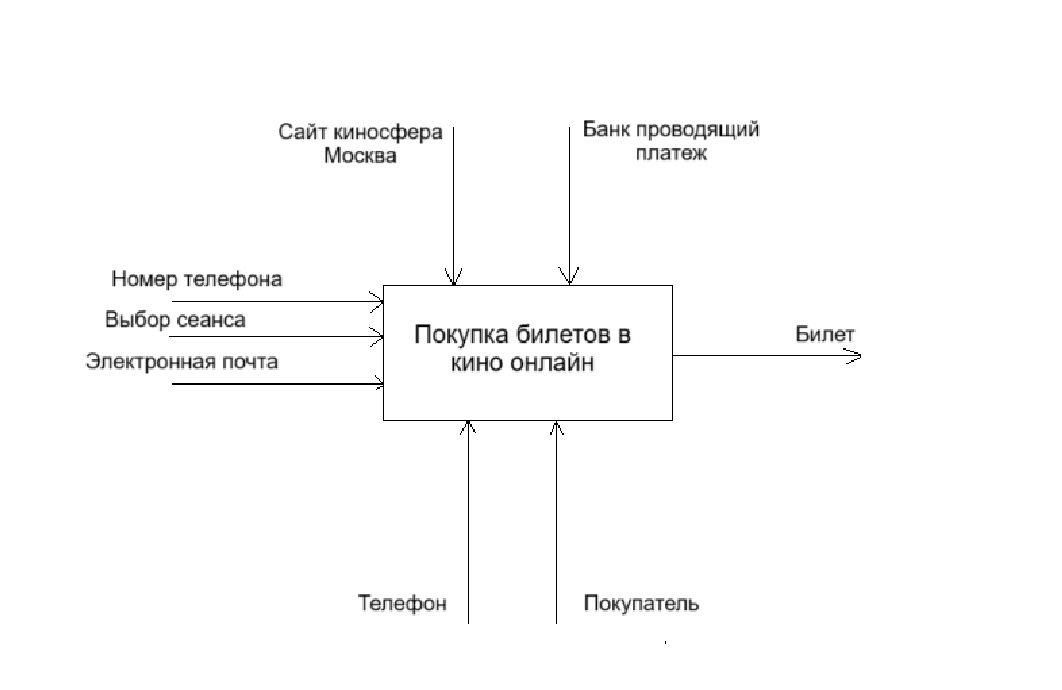 Сайт киносфера
Москва
Банк проводящий
платеж
Номер телефона
Выбор сеанса
Электронная почта
Покупка билетов в
кино онлайн
Билет
Телефон
Покупатель